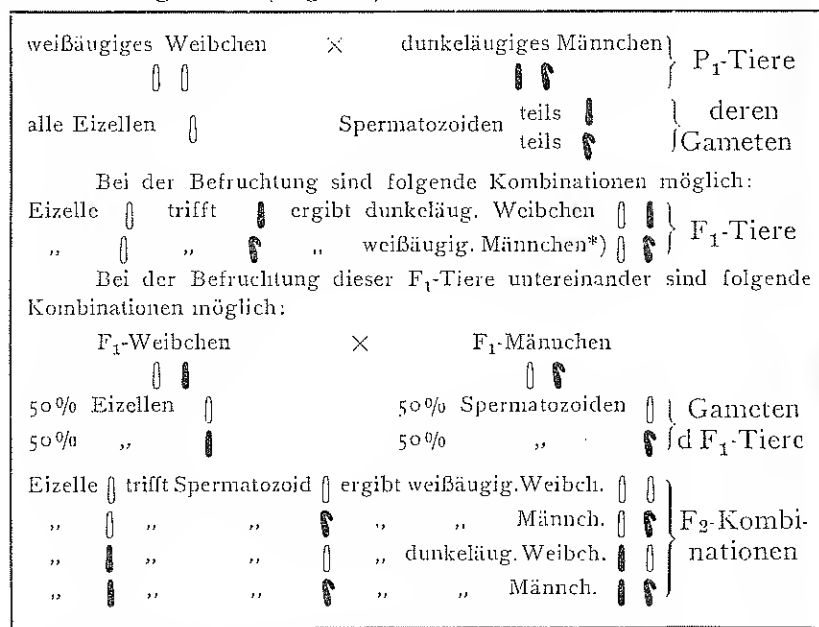 weißäugiges Weibchen × dunkeläugiges Männchen P₁-Tiere
alle Eizellen Spermatozoiden teils deren
teils Gameten
Bei der Befruchtung sind folgende Kombinationen möglich:
Eizelle trifft ergibt dunkeläug. Weibchen F₁-Tiere
„ „ „ weißäugig. Männchen*)
Bei der Befruchtung dieser F₁-Tiere untereinander sind folgende
Kombinationen möglich:
F₁-Weibchen × F₁-Männchen
50% Eizellen 50% Spermatozoiden Gameten
50% „ 50% „ d F₁-Tiere
Eizelle trifft Spermatozoid ergibt weißäugig. Weibch.
„ „ „ „ „ Männch. F₂-Kombi-
„ „ „ „ dunkeläug. Weibch. nationen
„ „ „ „ „ Männch.